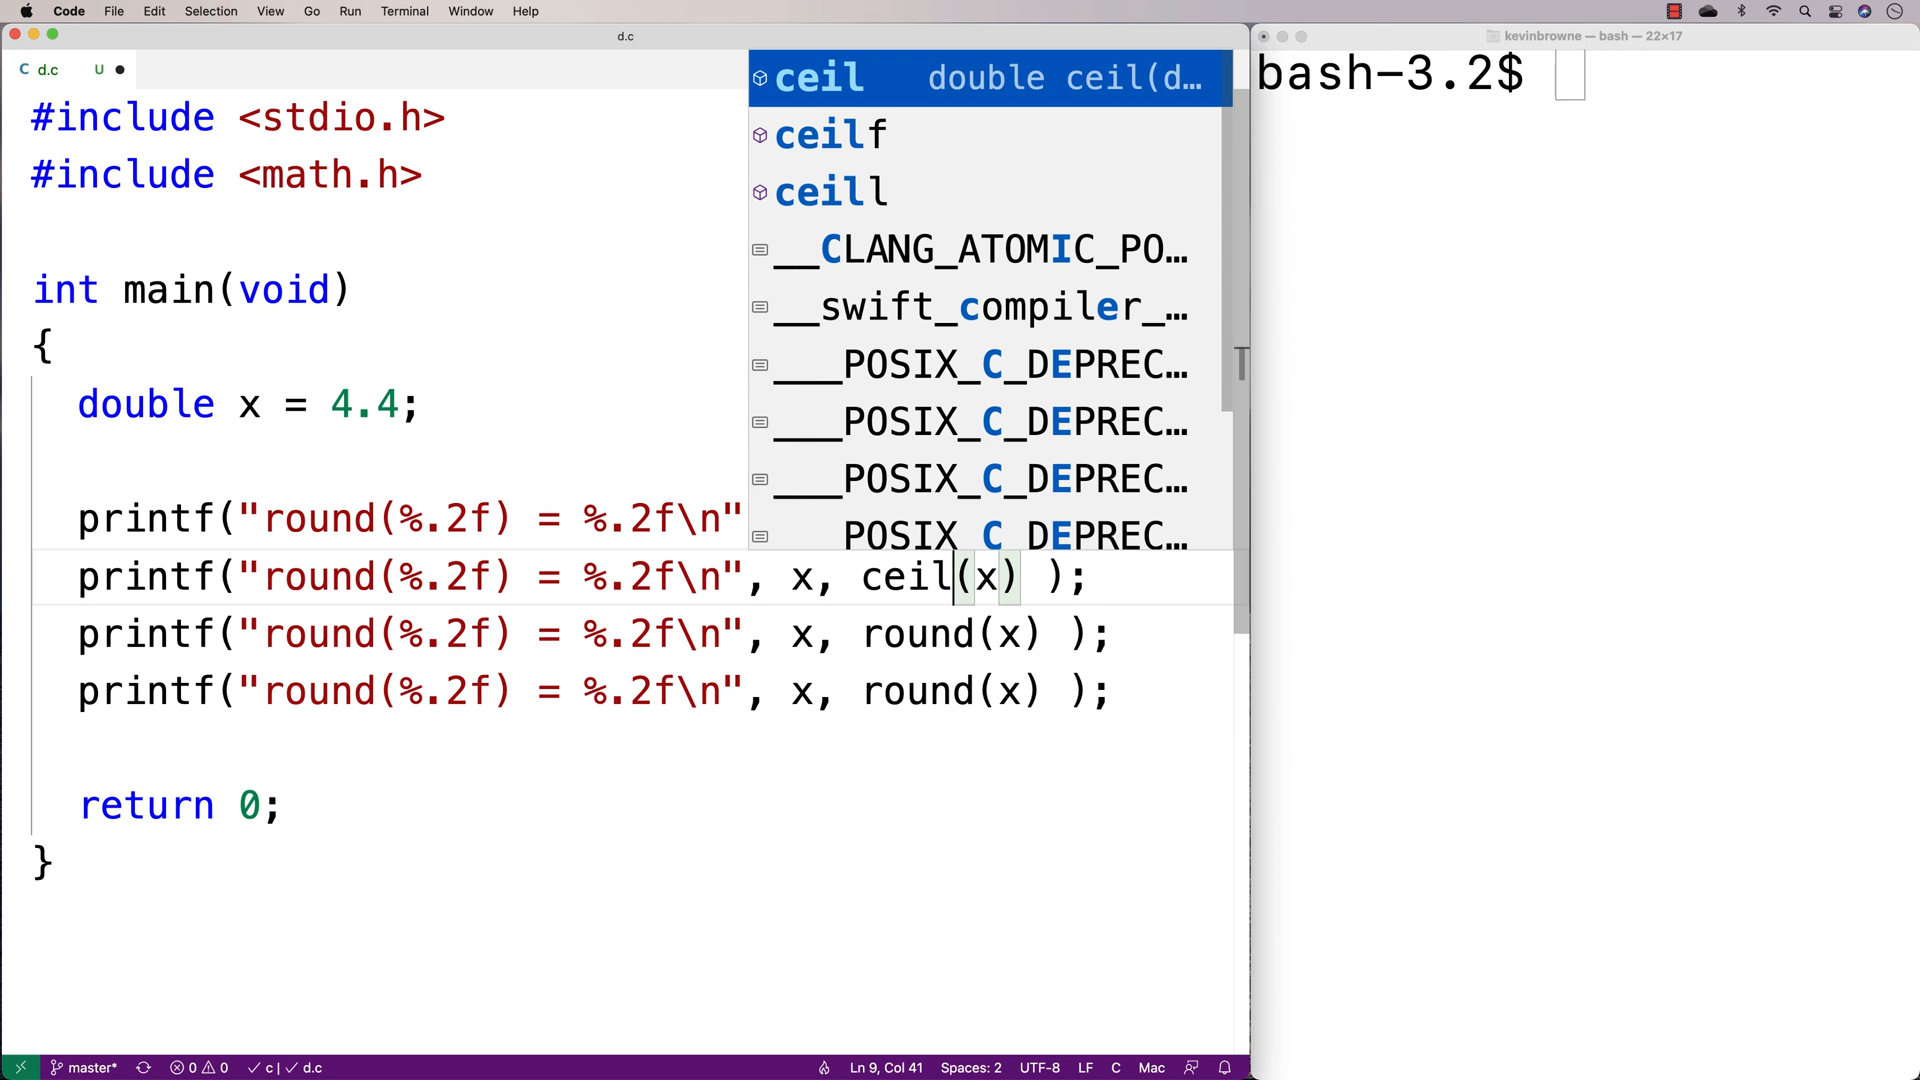 Code File Edit Selection View Go Run Terminal Window Help
d.c
kevinbrowne — bash — 22×17
C d.c U
bash-3.2$
#include <stdio.h>
#include <math.h>
int main(void)
{
double x = 4.4;
printf("round(%.2f) = %.2f\n"
printf("round(%.2f) = %.2f\n", x, ceil(x) );
printf("round(%.2f) = %.2f\n", x, round(x) );
printf("round(%.2f) = %.2f\n", x, round(x) );
return 0;
}
ceil double ceil(d…
ceilf
ceill
__CLANG_ATOMIC_PO…
__swift_compiler_…
___POSIX_C_DEPREC…
___POSIX_C_DEPREC…
___POSIX_C_DEPREC…
POSIX_C_DEPREC…
master* 0 0 c | d.c Ln 9, Col 41 Spaces: 2 UTF-8 LF C Mac